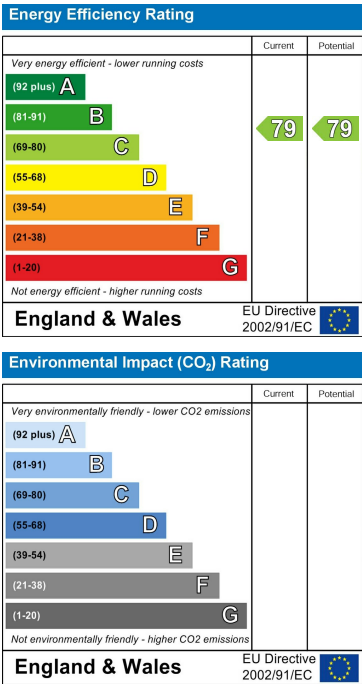 Energy Efficiency Rating
Current Potential
Very energy efficient - lower running costs
(92 plus) A
(81-91) B
79 79
(69-80) C
(55-68) D
(39-54) E
(21-38) F
(1-20) G
Not energy efficient - higher running costs
England & Wales
EU Directive
2002/91/EC
Environmental Impact (CO₂) Rating
Current Potential
Very environmentally friendly - lower CO2 emissions
(92 plus) A
(81-91) B
(69-80) C
(55-68) D
(39-54) E
(21-38) F
(1-20) G
Not environmentally friendly - higher CO2 emissions
England & Wales
EU Directive
2002/91/EC